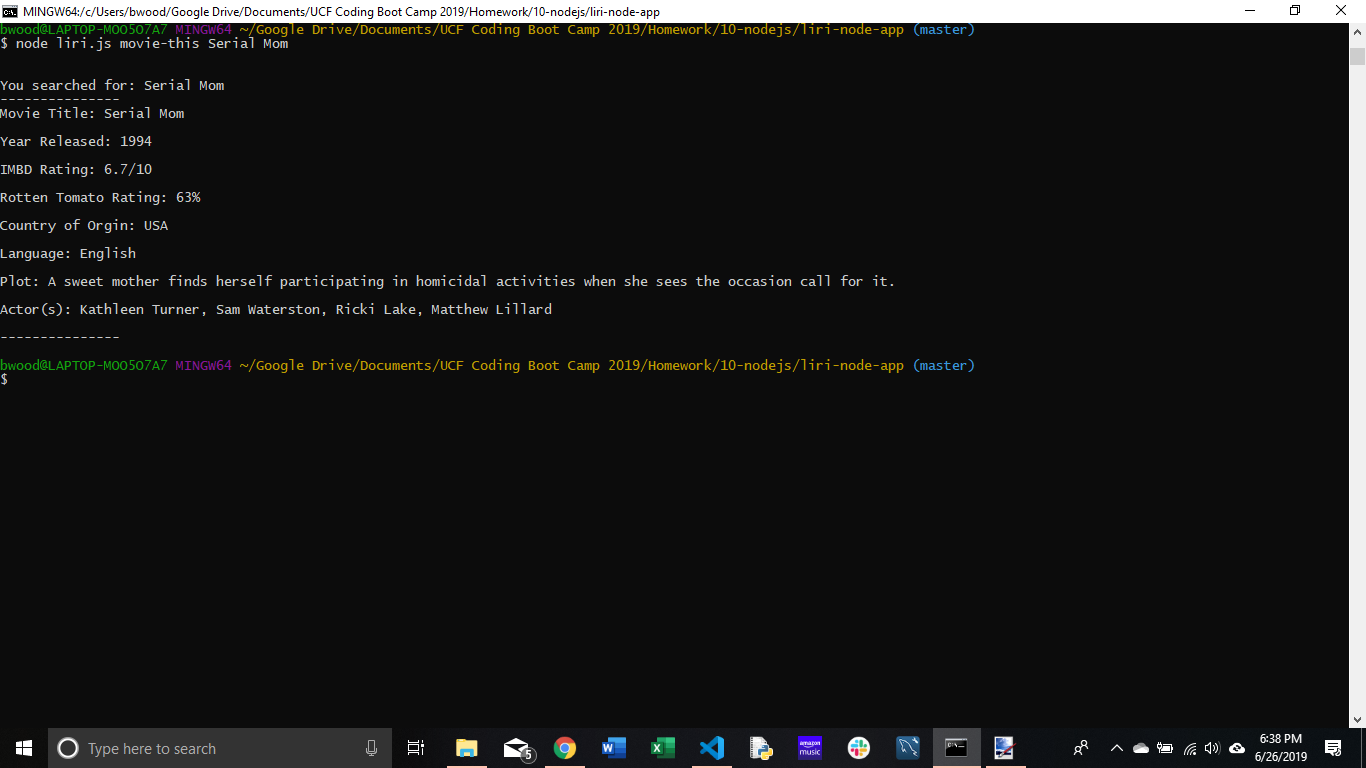 MINGW64:/c/Users/bwood/Google Drive/Documents/UCF Coding Boot Camp 2019/Homework/10-nodejs/liri-node-app
bwood@LAPTOP-MOO5O7A7 MINGW64 ~/Google Drive/Documents/UCF Coding Boot Camp 2019/Homework/10-nodejs/liri-node-app (master)
$ node liri.js movie-this Serial Mom
You searched for: Serial Mom
---------------
Movie Title: Serial Mom
Year Released: 1994
IMBD Rating: 6.7/10
Rotten Tomato Rating: 63%
Country of Orgin: USA
Language: English
Plot: A sweet mother finds herself participating in homicidal activities when she sees the occasion call for it.
Actor(s): Kathleen Turner, Sam Waterston, Ricki Lake, Matthew Lillard
---------------
bwood@LAPTOP-MOO5O7A7 MINGW64 ~/Google Drive/Documents/UCF Coding Boot Camp 2019/Homework/10-nodejs/liri-node-app (master)
$
Type here to search
5
amazon music
6:38 PM
6/26/2019